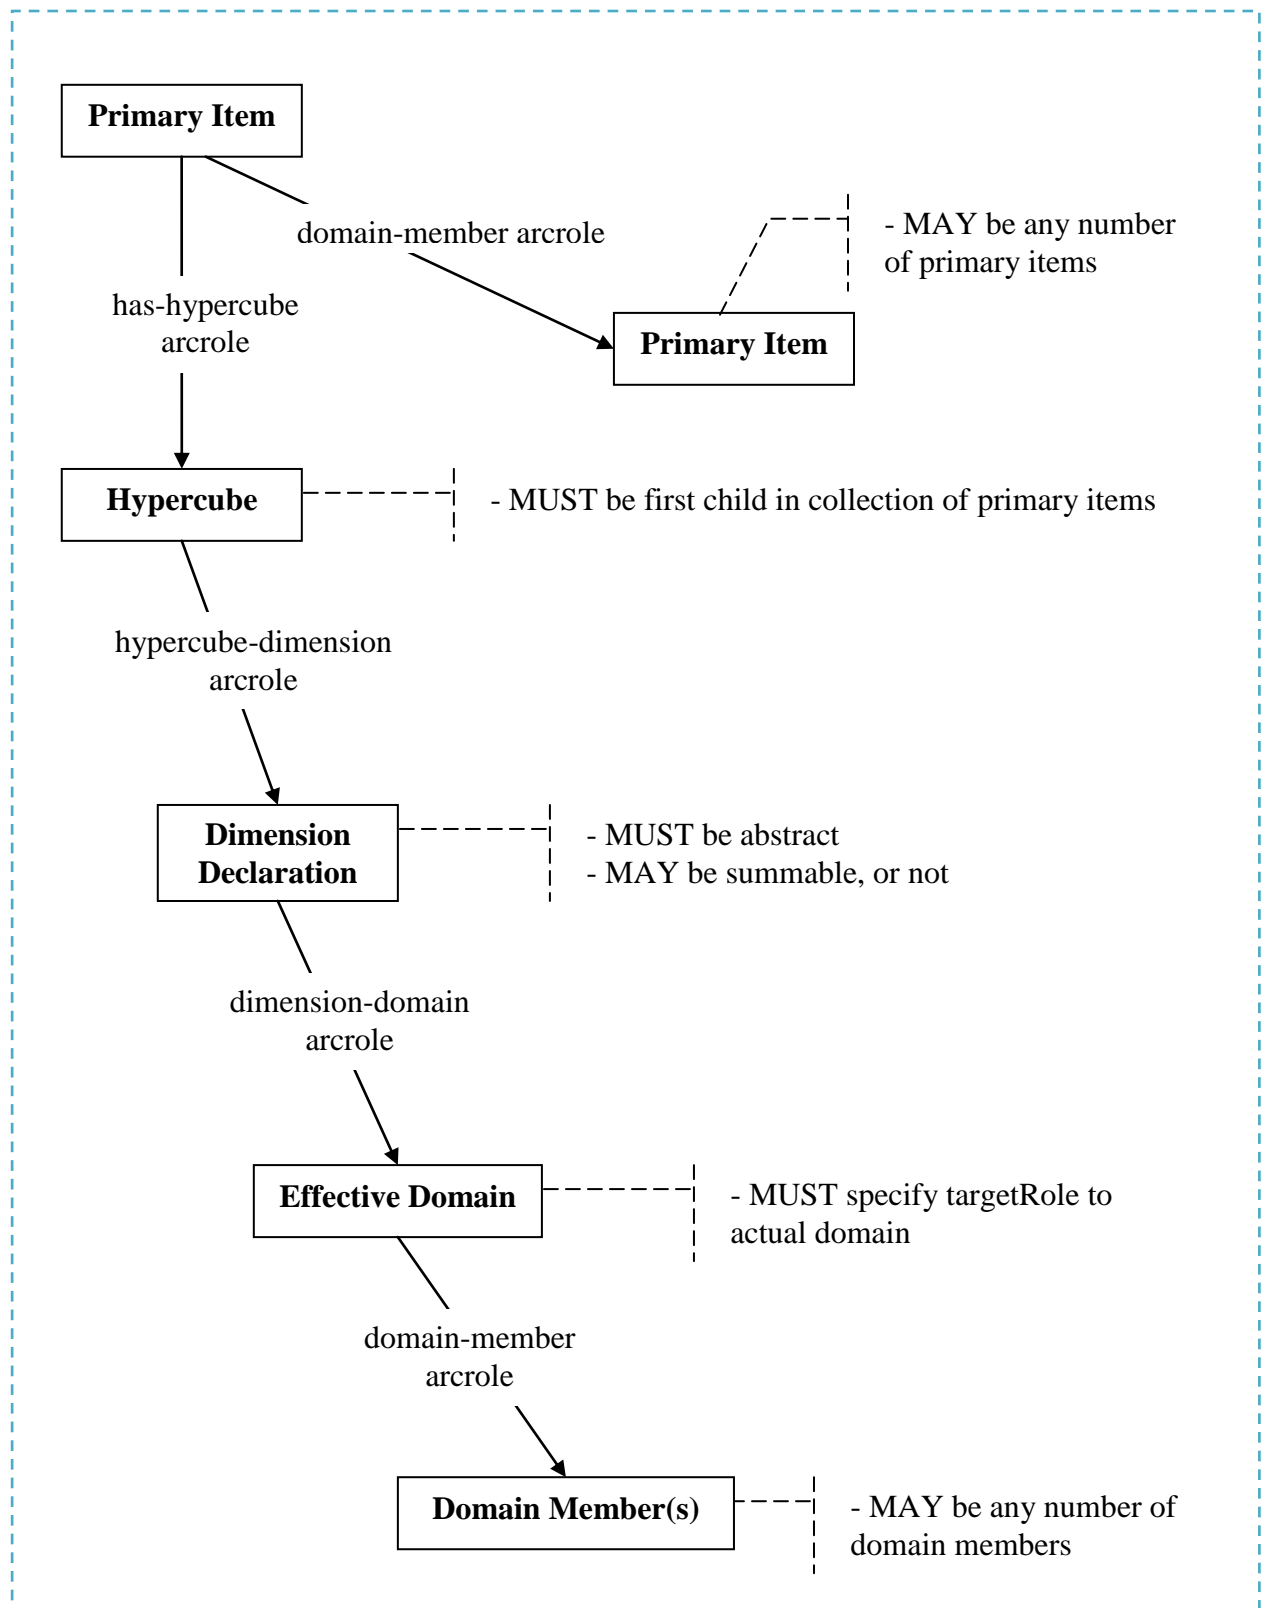 Primary Item
domain-member arcrole
- MAY be any number
of primary items
has-hypercube
arcrole
Primary Item
Hypercube
- MUST be first child in collection of primary items
hypercube-dimension
arcrole
Dimension
Declaration
- MUST be abstract
- MAY be summable, or not
dimension-domain
arcrole
Effective Domain
- MUST specify targetRole to
actual domain
domain-member
arcrole
Domain Member(s)
- MAY be any number of
domain members